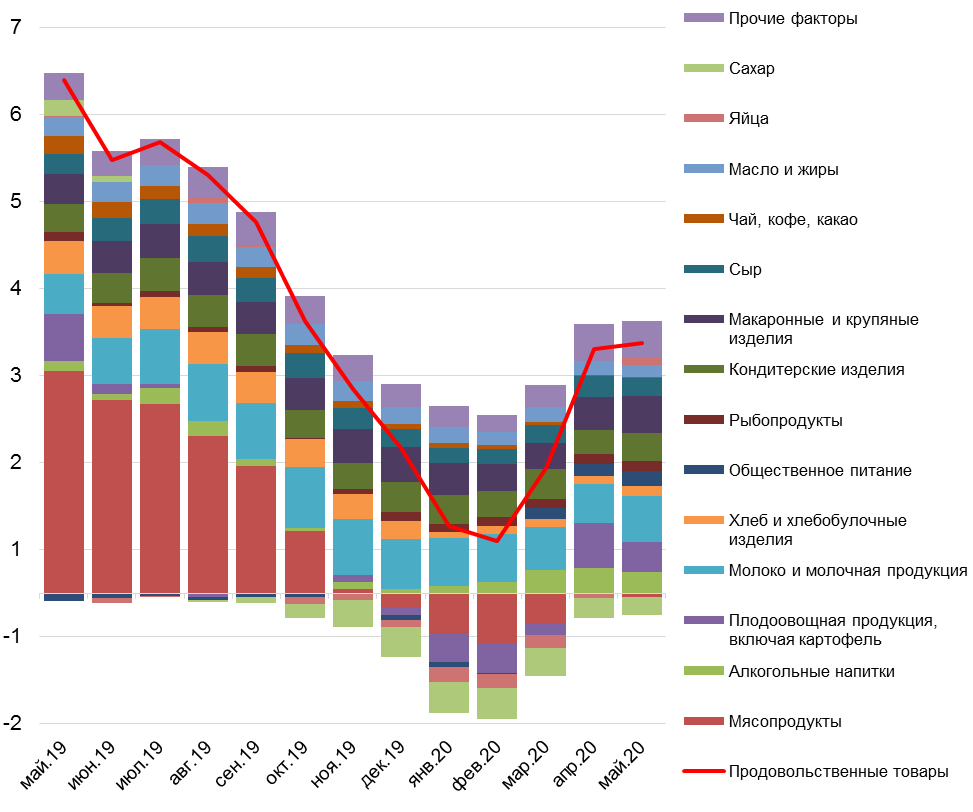 7
6
5
4
3
2
1
-1
-2
май.19
июн.19
июл.19
авг.19
сен.19
окт.19
ноя.19
дек.19
янв.20
фев.20
мар.20
апр.20
май.20
Прочие факторы
Сахар
Яйца
Масло и жиры
Чай, кофе, какао
Сыр
Макаронные и крупяные
изделия
Кондитерские изделия
Рыбопродукты
Общественное питание
Хлеб и хлебобулочные
изделия
Молоко и молочная продукция
Плодоовощная продукция,
включая картофель
Алкогольные напитки
Мясопродукты
Продовольственные товары